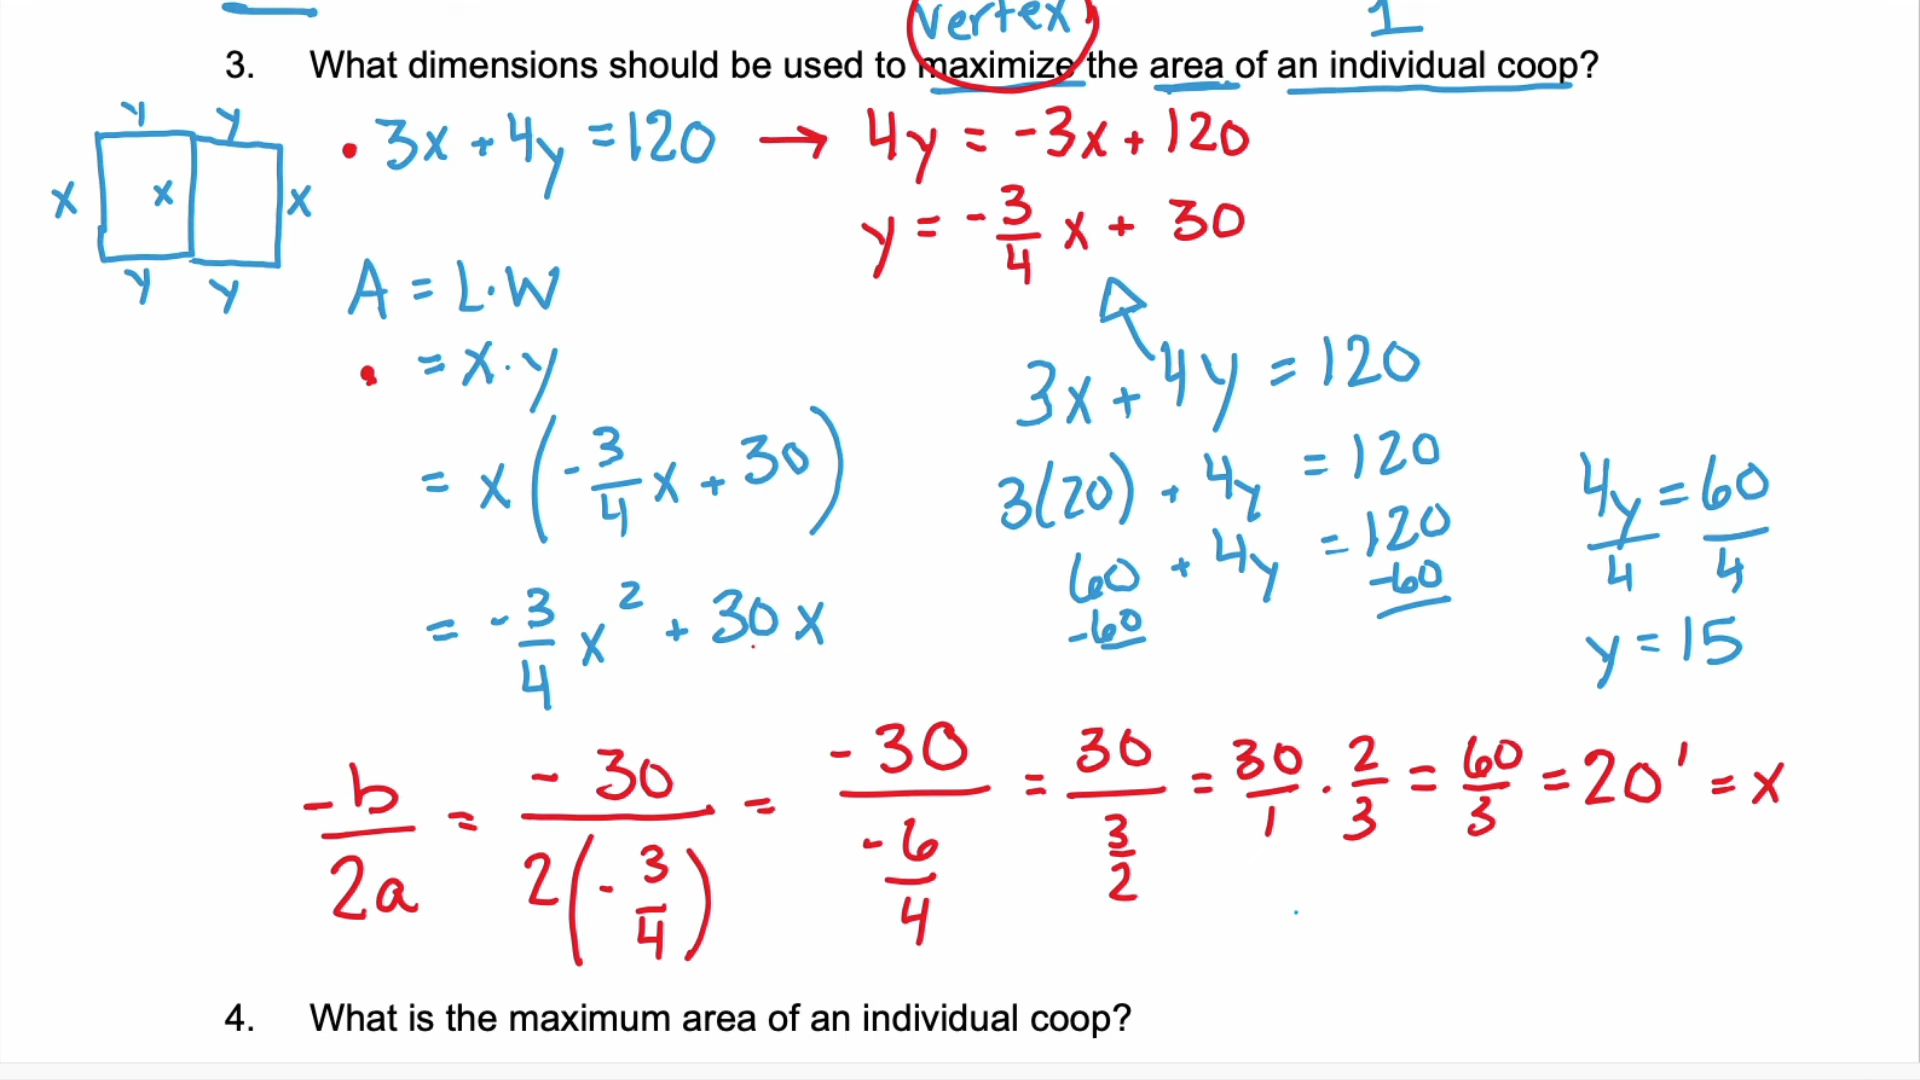 vertex 1
3. What dimensions should be used to maximize the area of an individual coop?
y y
x x x
y y
• 3x + 4y = 120 → 4y = -3x + 120
y = -3/4 x + 30
A = L·W
• = x·y
= x(-3/4 x + 30)
= -3/4 x² + 30x
3x + 4y = 120
3(20) + 4y = 120
60 + 4y = 120
-60 -60
4y/4 = 60/4
y = 15
-b/2a = -30/2(-3/4) = -30/(-6/4) = 30/(3/2) = 30/1 · 2/3 = 60/3 = 20' = x
4. What is the maximum area of an individual coop?